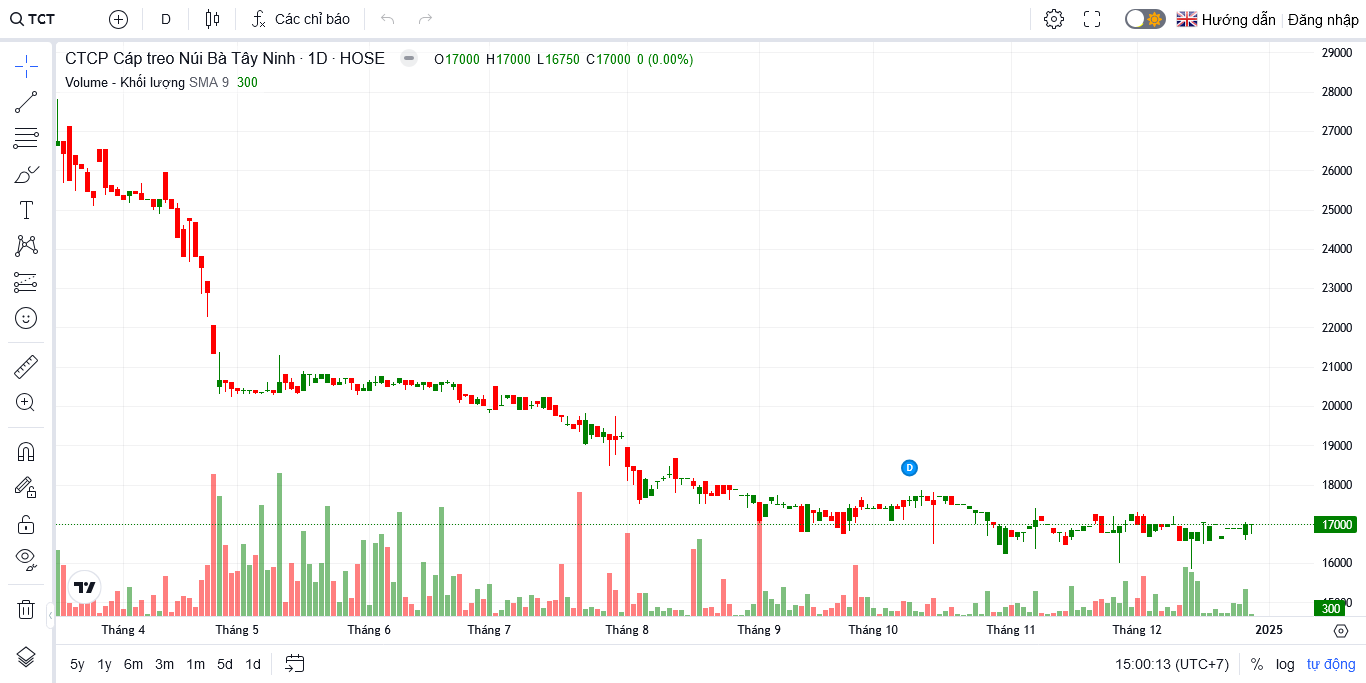 TCT D Các chỉ báo Hướng dẫn Đăng nhập
CTCP Cáp treo Núi Bà Tây Ninh · 1D · HOSE O17000 H17000 L16750 C17000 0 (0.00%)
Volume - Khối lượng SMA 9 300
29000
28000
27000
26000
25000
24000
23000
22000
21000
20000
19000
18000
D
17000
16000
15000
300
Tháng 4 Tháng 5 Tháng 6 Tháng 7 Tháng 8 Tháng 9 Tháng 10 Tháng 11 Tháng 12 2025
5y 1y 6m 3m 1m 5d 1d 15:00:13 (UTC+7) % log tự động